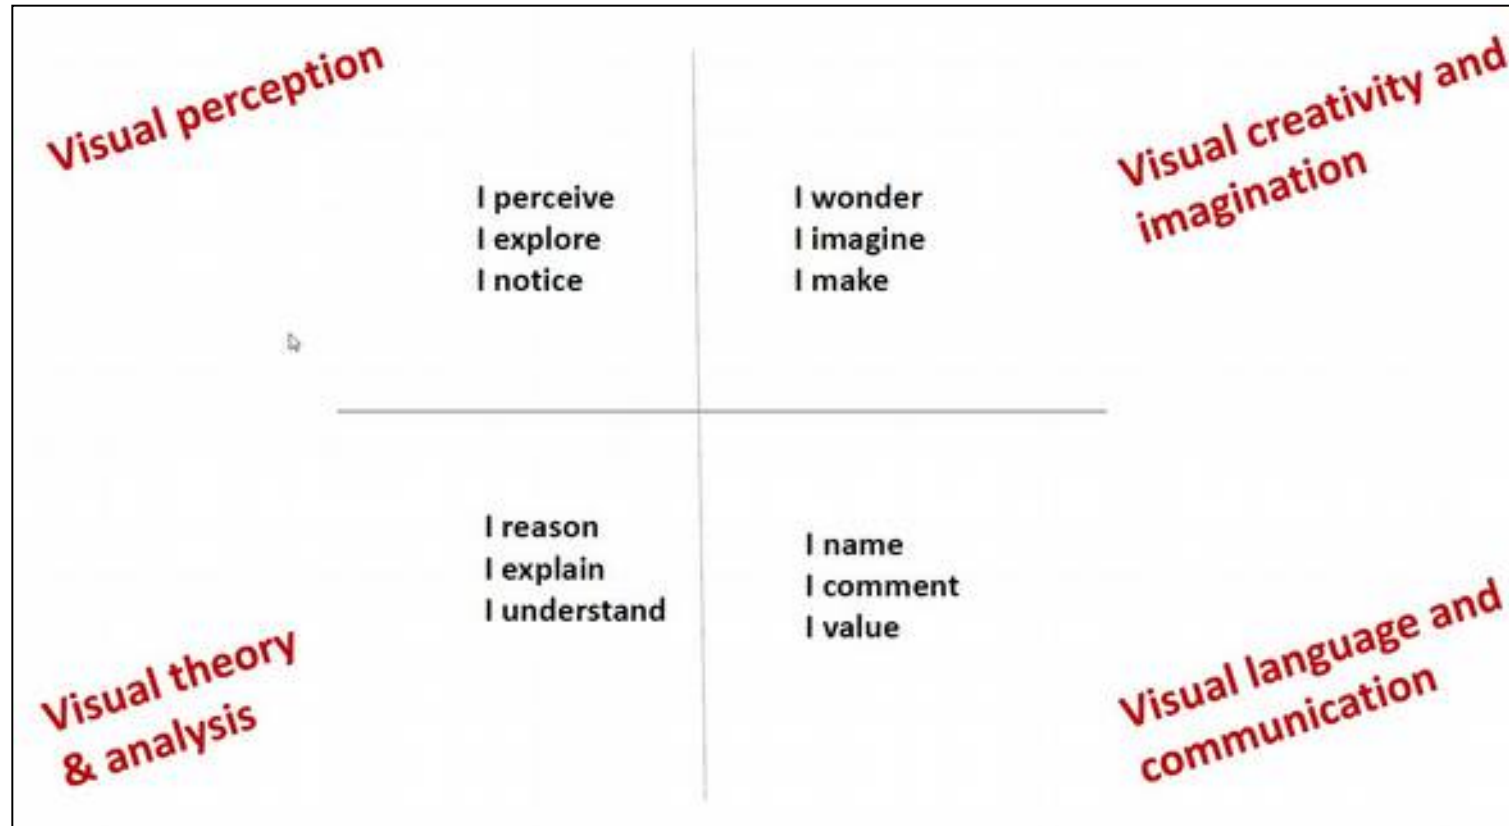 Visual perception
I perceive
I explore
I notice
I wonder
I imagine
I make
Visual creativity and
imagination
I reason
I explain
I understand
Visual theory
& analysis
I name
I comment
I value
Visual language and
communication